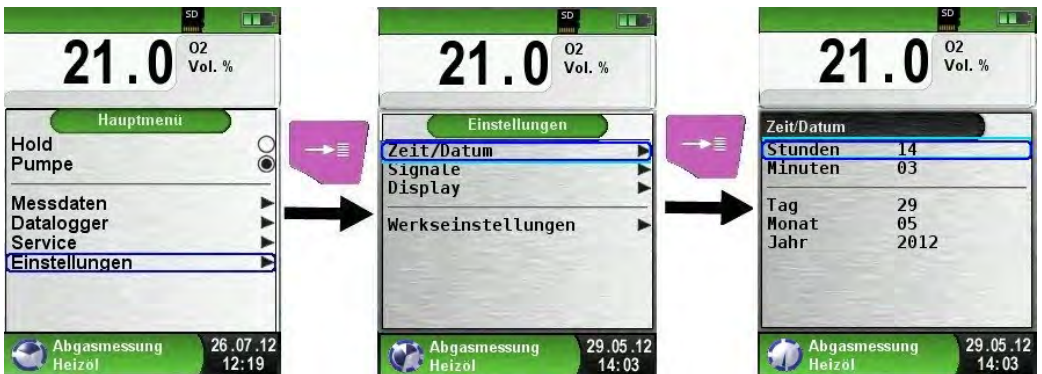 SD
21.0 O2
Vol. %
Hauptmenü
Hold
Pumpe
Messdaten
Datalogger
Service
Einstellungen
Abgasmessung 26.07.12
Heizöl 12:19
SD
21.0 O2
Vol. %
Einstellungen
Zeit/Datum
Signale
Display
Werkseinstellungen
Abgasmessung 29.05.12
Heizöl 14:03
SD
21.0 O2
Vol. %
Zeit/Datum
Stunden 14
Minuten 03
Tag 29
Monat 05
Jahr 2012
Abgasmessung 29.05.12
Heizöl 14:03